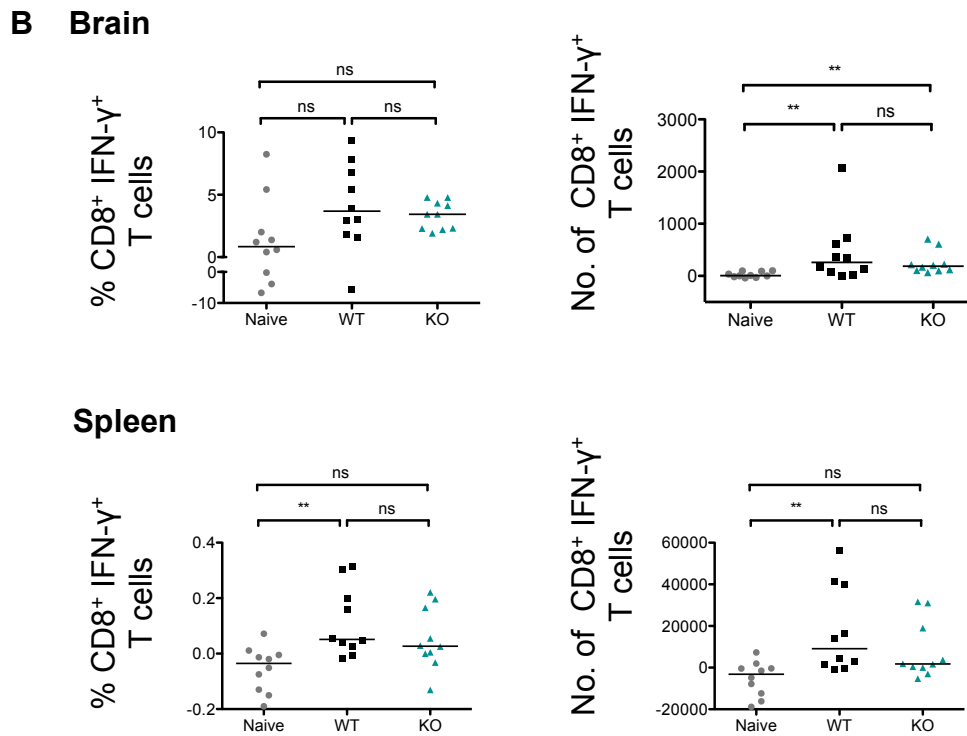 B Brain
ns
ns ns
% CD8⁺ IFN-γ⁺
T cells
10
5
0
0
-10
Naive WT KO
**
** ns
No. of CD8⁺ IFN-γ⁺
T cells
3000
2000
1000
0
Naive WT KO
Spleen
ns
** ns
% CD8⁺ IFN-γ⁺
T cells
0.4
0.2
0.0
-0.2
Naive WT KO
ns
** ns
No. of CD8⁺ IFN-γ⁺
T cells
60000
40000
20000
0
-20000
Naive WT KO